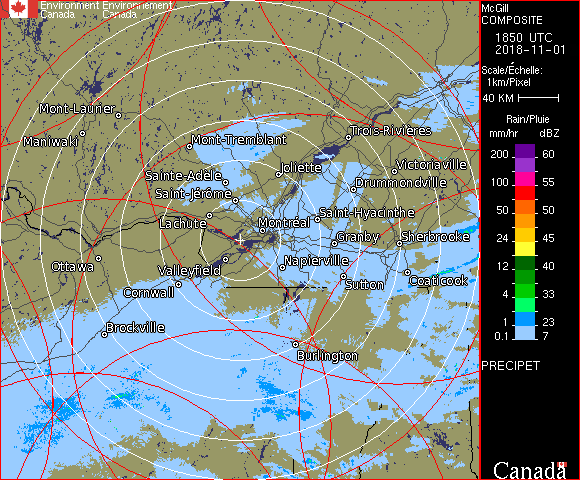 Environment Environnement
Canada Canada
McGill
COMPOSITE
1850 UTC
2018-11-01
Scale/Échelle:
1km/Pixel
40 KM
Rain/Pluie
mm/hr dBZ
200 60
100 55
50 50
24 45
12 40
4 33
1 23
0.1 7
PRECIPET
Canada
Mont-Laurier
Maniwaki
Mont-Tremblant
Trois-Rivières
Sainte-Adèle
Joliette
Victoriaville
Saint-Jérôme
Drummondville
Lachute
Montréal
Saint-Hyacinthe
Granby
Sherbrooke
Ottawa
Valleyfield
Napierville
Cornwall
Sutton
Coaticook
Brockville
Burlington